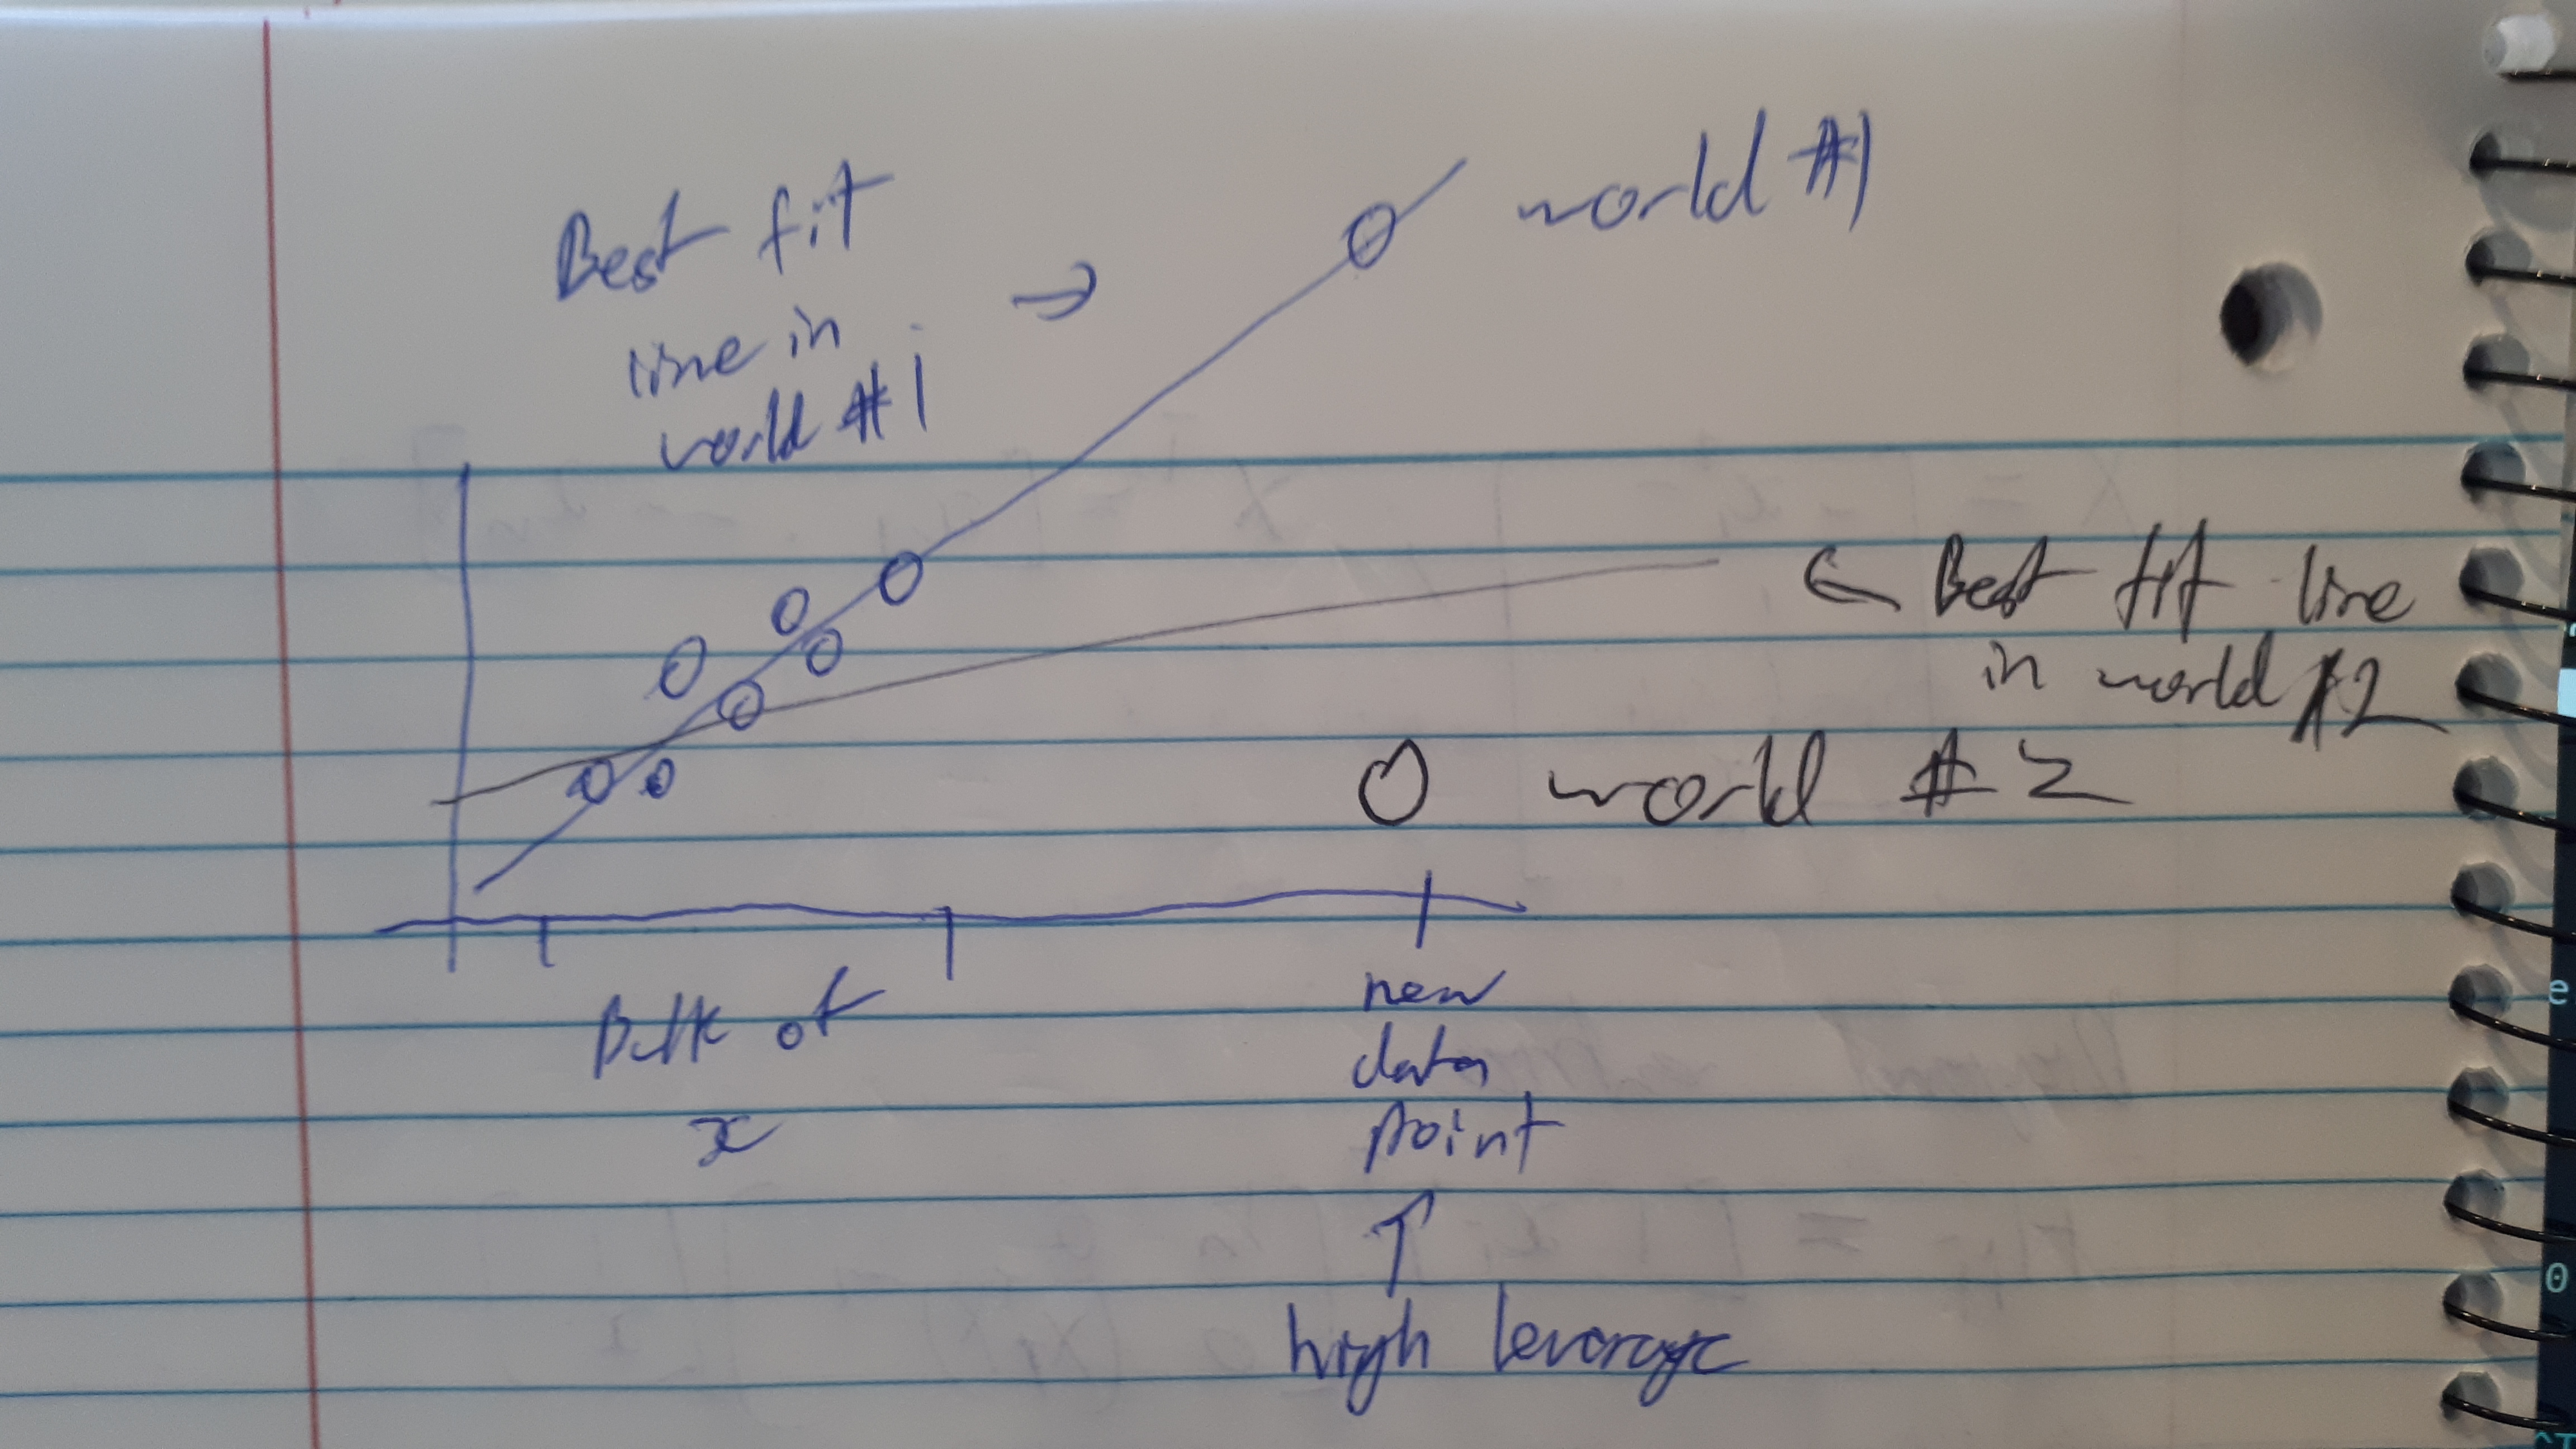 Best fit
line in
world #1
→
world #1
← Best fit line
in world #2
world #2
Bulk of
x
new
data
point
↑
high leverage
e
0